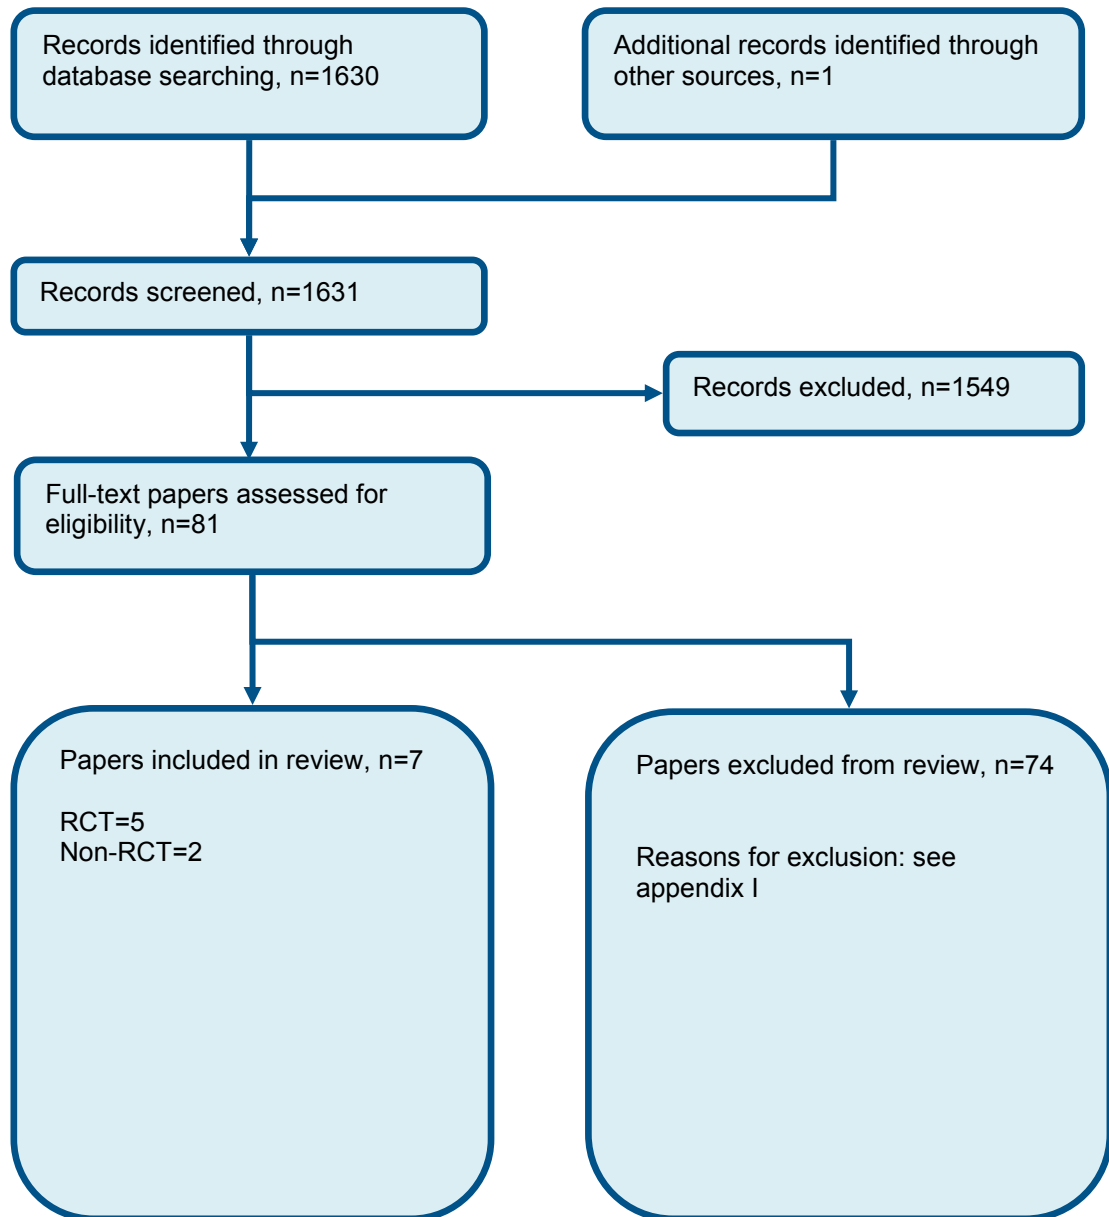 Records identified through
database searching, n=1630
Additional records identified through
other sources, n=1
Records screened, n=1631
Records excluded, n=1549
Full-text papers assessed for
eligibility, n=81
Papers included in review, n=7
RCT=5
Non-RCT=2
Papers excluded from review, n=74
Reasons for exclusion: see
appendix I